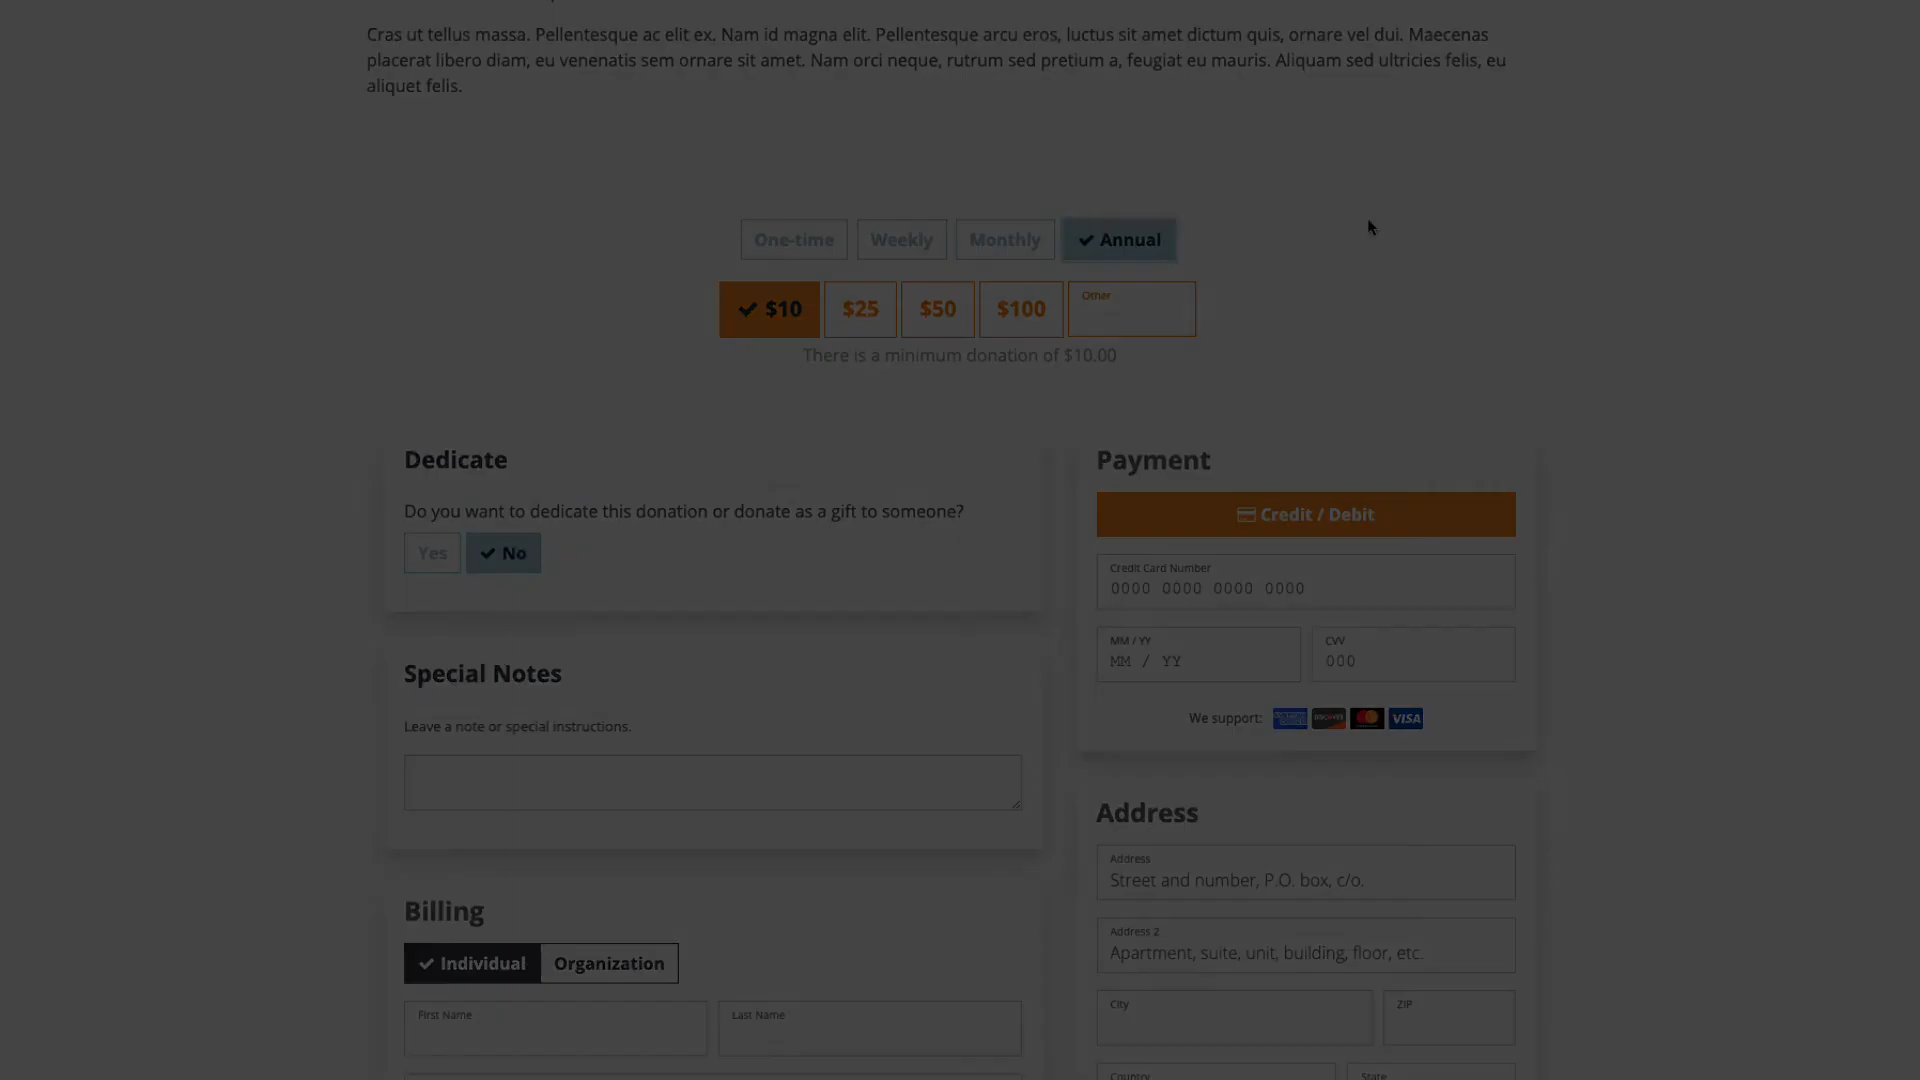 Cras ut tellus massa. Pellentesque ac elit ex. Nam id magna elit. Pellentesque arcu eros, luctus sit amet dictum quis, ornare vel dui. Maecenas
placerat libero diam, eu venenatis sem ornare sit amet. Nam orci neque, rutrum sed pretium a, feugiat eu mauris. Aliquam sed ultricies felis, eu
aliquet felis.
One-time Weekly Monthly Annual
$10 $25 $50 $100 Other
There is a minimum donation of $10.00
Dedicate
Do you want to dedicate this donation or donate as a gift to someone?
Yes No
Special Notes
Leave a note or special instructions.
Billing
Individual Organization
First Name Last Name
Payment
Credit / Debit
Credit Card Number
0000 0000 0000 0000
MM / YY CVV
MM / YY 000
We support: DISCOVER VISA
Address
Address
Street and number, P.O. box, c/o.
Address 2
Apartment, suite, unit, building, floor, etc.
City ZIP
Country State